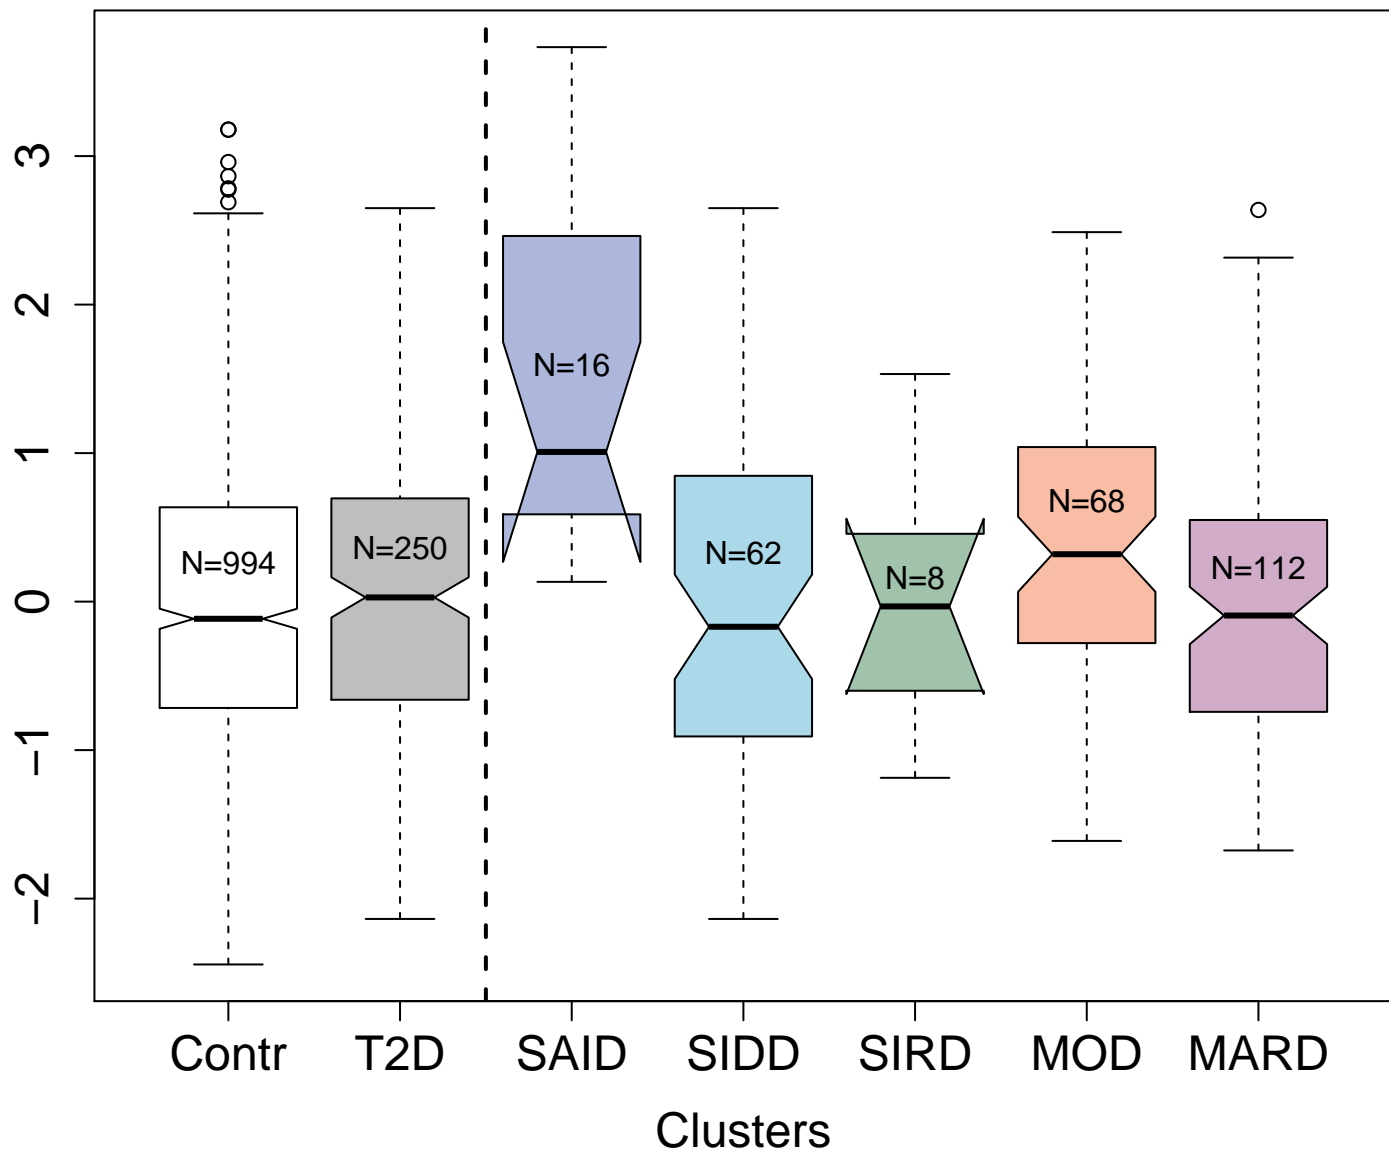 3
2
1
0
−1
−2
N=994
N=250
N=16
N=62
N=8
N=68
N=112
Contr
T2D
SAID
SIDD
SIRD
MOD
MARD
Clusters